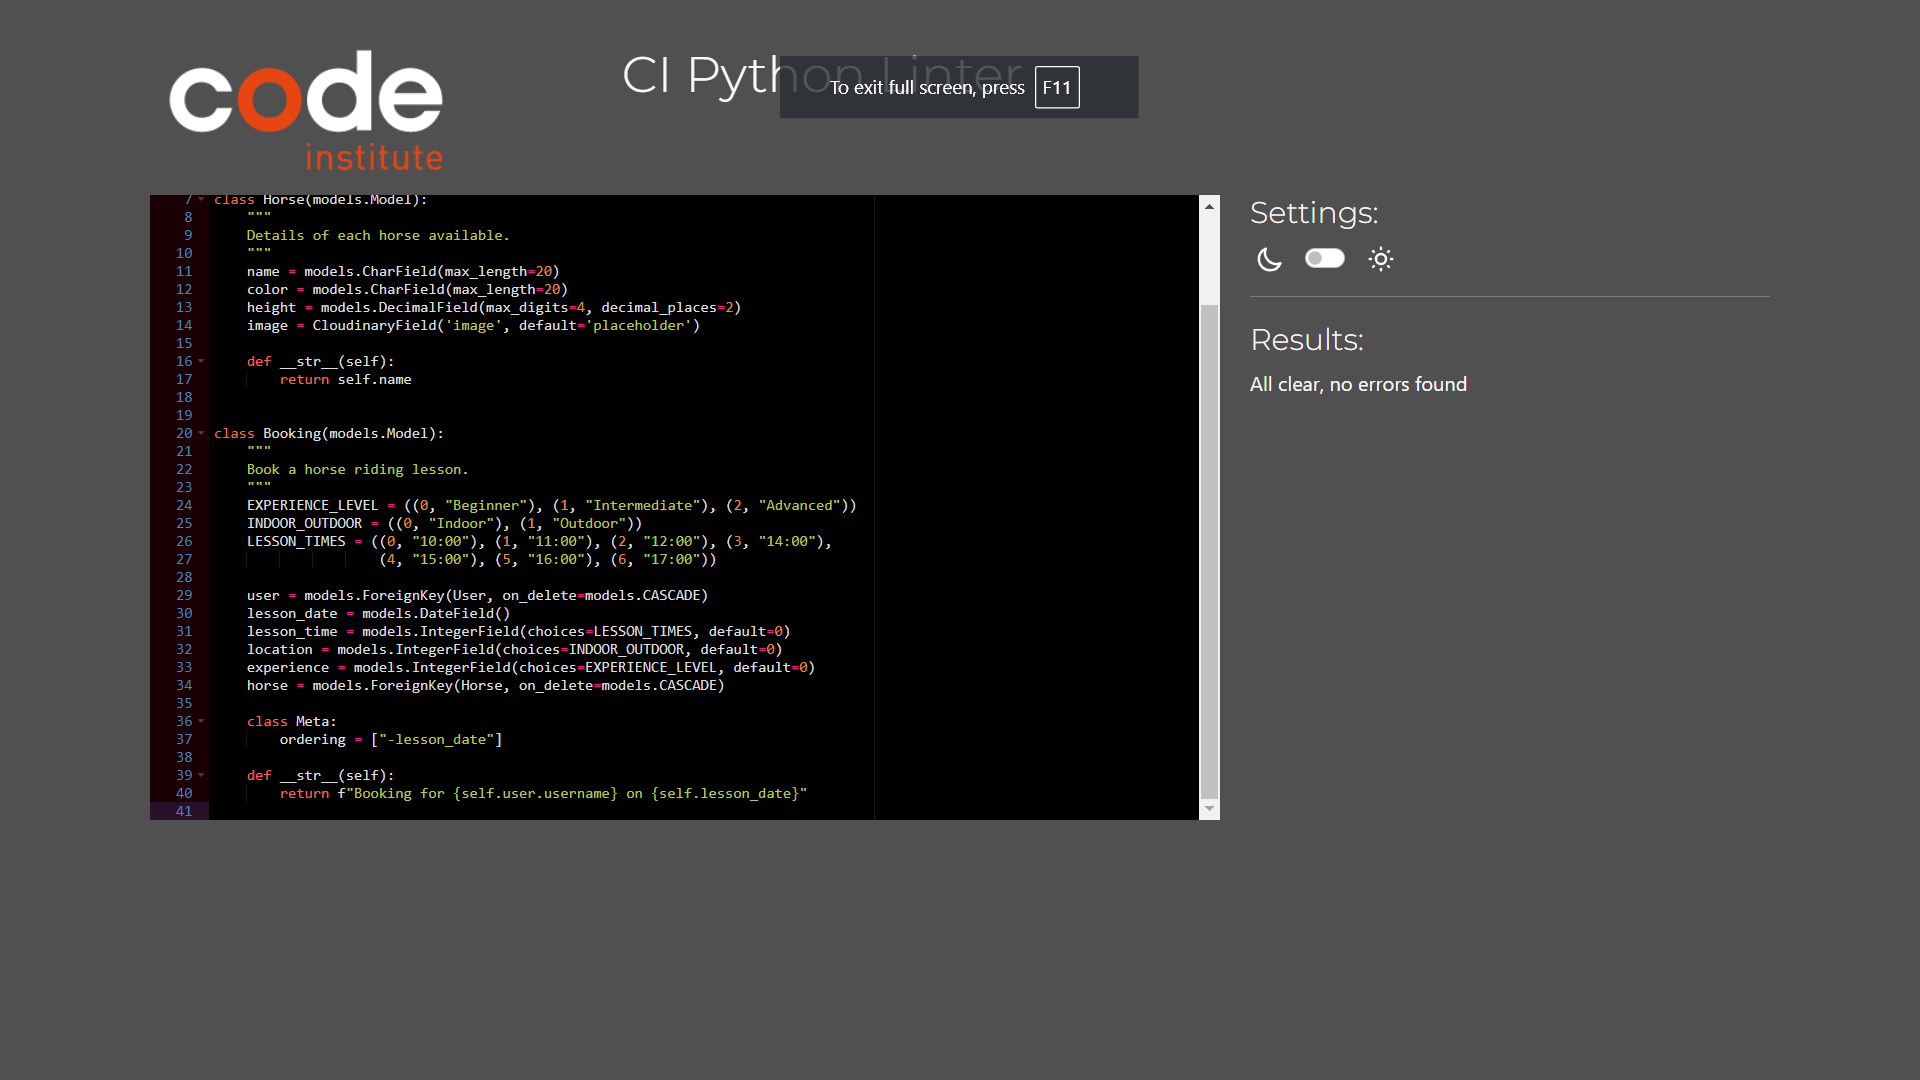 code
institute
CI Python Linter
To exit full screen, press F11
7 class Horse(models.Model):
8     """
9     Details of each horse available.
10     """
11     name = models.CharField(max_length=20)
12     color = models.CharField(max_length=20)
13     height = models.DecimalField(max_digits=4, decimal_places=2)
14     image = CloudinaryField('image', default='placeholder')
15
16     def __str__(self):
17         return self.name
18
19
20 class Booking(models.Model):
21     """
22     Book a horse riding lesson.
23     """
24     EXPERIENCE_LEVEL = ((0, "Beginner"), (1, "Intermediate"), (2, "Advanced"))
25     INDOOR_OUTDOOR = ((0, "Indoor"), (1, "Outdoor"))
26     LESSON_TIMES = ((0, "10:00"), (1, "11:00"), (2, "12:00"), (3, "14:00"),
27                     (4, "15:00"), (5, "16:00"), (6, "17:00"))
28
29     user = models.ForeignKey(User, on_delete=models.CASCADE)
30     lesson_date = models.DateField()
31     lesson_time = models.IntegerField(choices=LESSON_TIMES, default=0)
32     location = models.IntegerField(choices=INDOOR_OUTDOOR, default=0)
33     experience = models.IntegerField(choices=EXPERIENCE_LEVEL, default=0)
34     horse = models.ForeignKey(Horse, on_delete=models.CASCADE)
35
36     class Meta:
37         ordering = ["-lesson_date"]
38
39     def __str__(self):
40         return f"Booking for {self.user.username} on {self.lesson_date}"
41
Settings:
Results:
All clear, no errors found